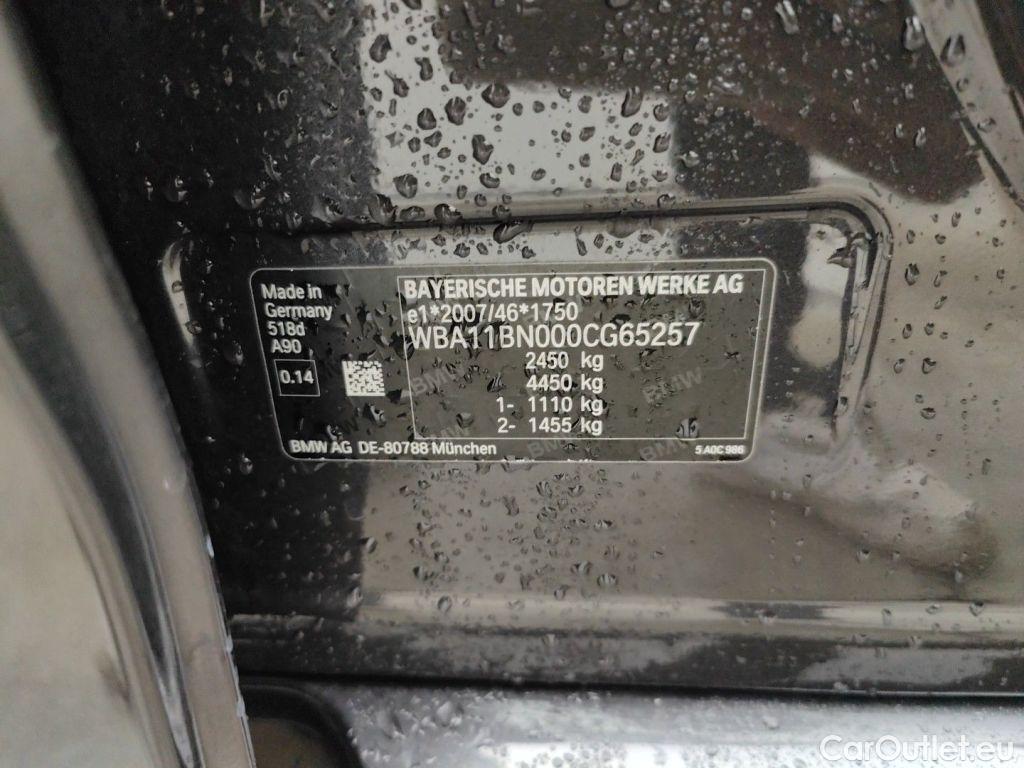 Made in
Germany
518d
A90
0.14
BAYERISCHE MOTOREN WERKE AG
e1*2007/46*1750
WBA11BN000CG65257
2450 kg
4450 kg
1- 1110 kg
2- 1455 kg
BMW AG DE-80788 München
5 A0C 986
CarOutlet.eu